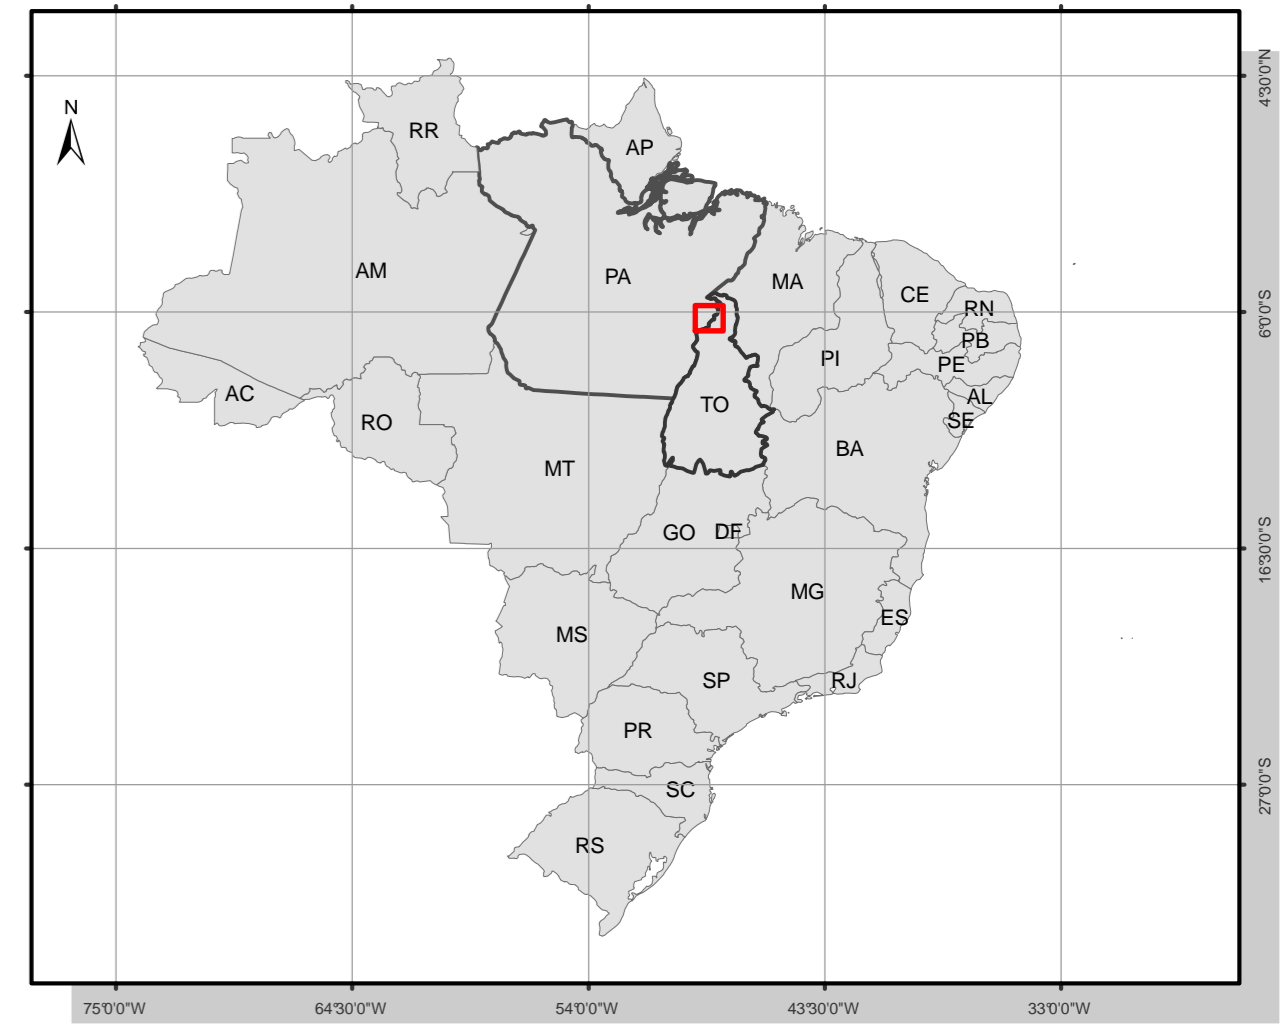 4°30'0"N
N
RR
AP
AM
PA
MA
CE
RN
6°0'0"S
PB
PI
PE
AC
AL
TO
SE
RO
BA
MT
GO
DF
16°30'0"S
MG
ES
MS
SP
RJ
PR
SC
27°0'0"S
RS
75°0'0"W 64°30'0"W 54°0'0"W 43°30'0"W 33°0'0"W